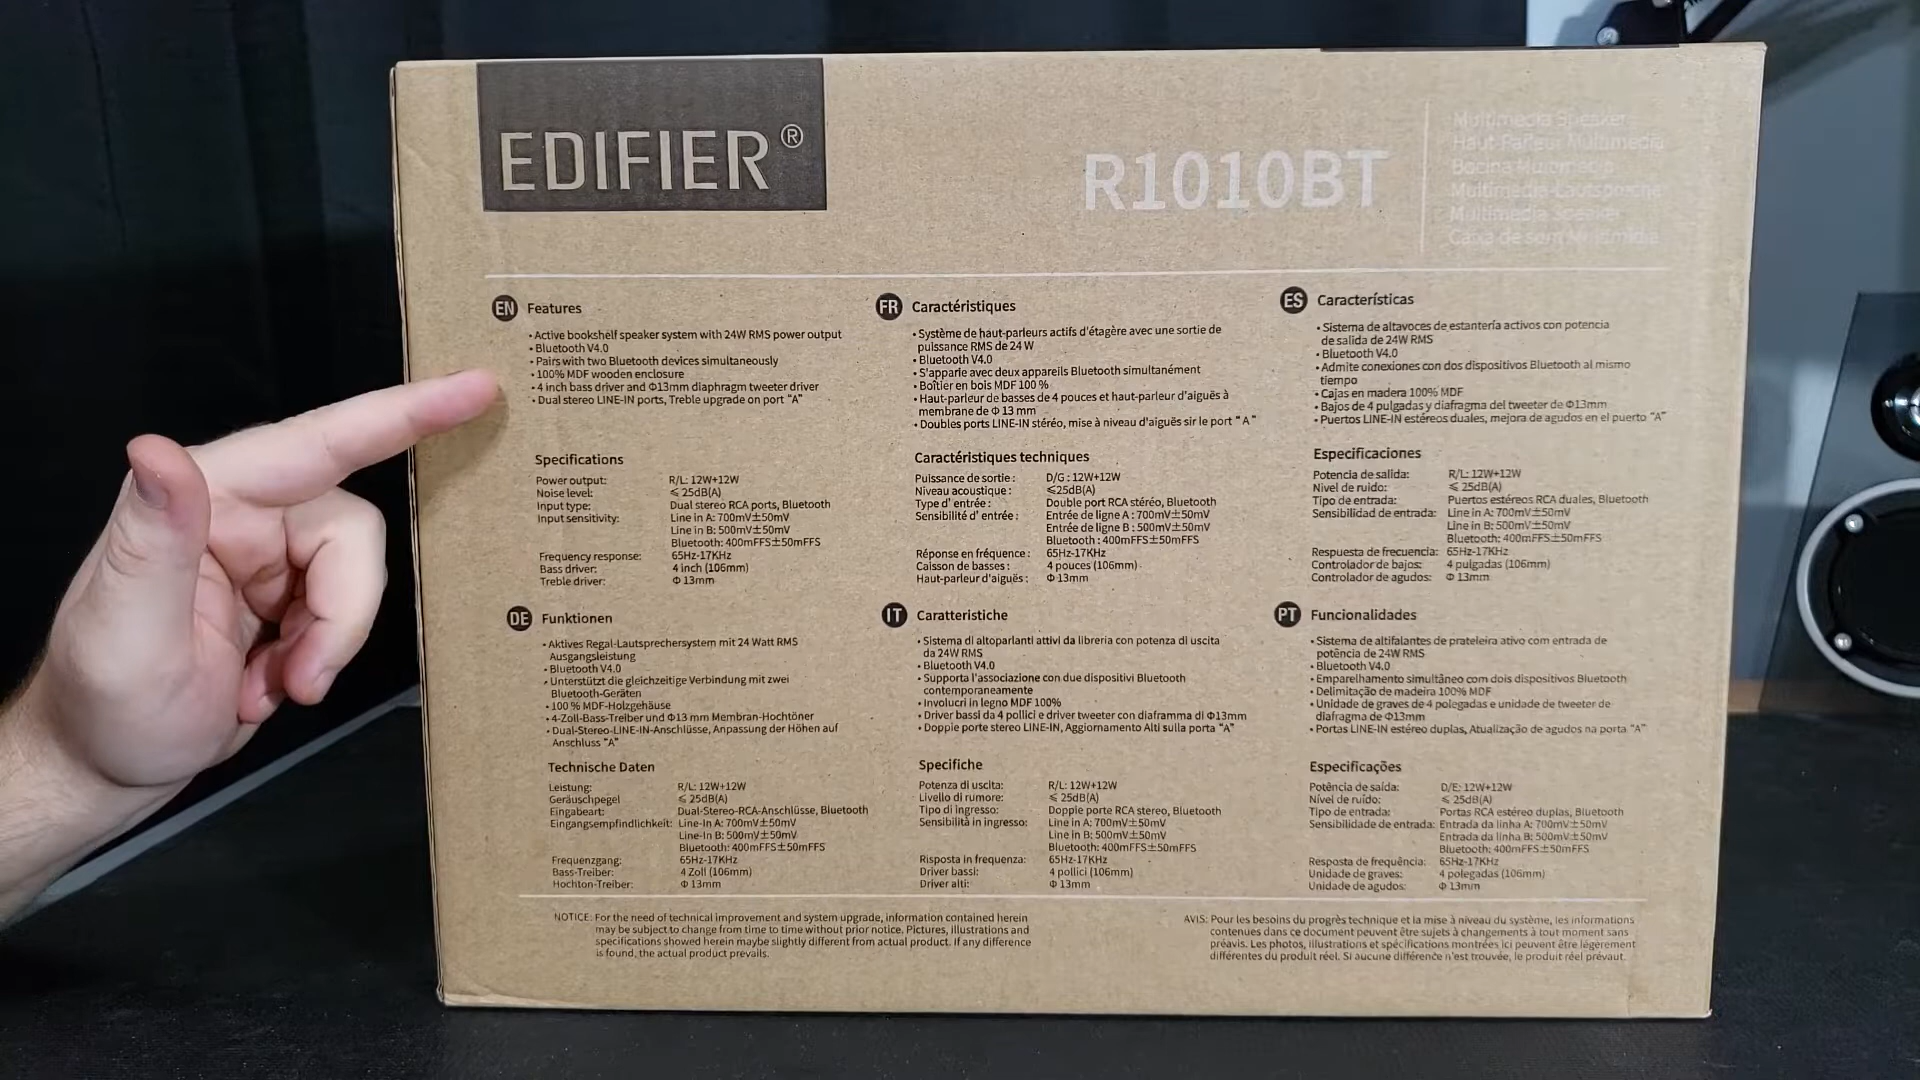 EDIFIER®
R1010BT
Multimedia Speaker
Haut-Parleur Multimedia
Bocina Multimedia
Multimedia-Lautsprecher
Multimedia Speaker
Caixa de som Multimidia
EN Features
• Active bookshelf speaker system with 24W RMS power output
• Bluetooth V4.0
• Pairs with two Bluetooth devices simultaneously
• 100% MDF wooden enclosure
• 4 inch bass driver and Φ13mm diaphragm tweeter driver
• Dual stereo LINE-IN ports, Treble upgrade on port “A”
Specifications
Power output: R/L: 12W+12W
Noise level: ≤ 25dB(A)
Input type: Dual stereo RCA ports, Bluetooth
Input sensitivity: Line in A: 700mV±50mV
Line in B: 500mV±50mV
Bluetooth: 400mFFS±50mFFS
Frequency response: 65Hz-17KHz
Bass driver: 4 inch (106mm)
Treble driver: Φ 13mm
FR Caractéristiques
• Système de haut-parleurs actifs d'étagère avec une sortie de
puissance RMS de 24 W
• Bluetooth V4.0
• S'apparie avec deux appareils Bluetooth simultanément
• Boîtier en bois MDF 100 %
• Haut-parleur de basses de 4 pouces et haut-parleur d'aiguës à
membrane de Φ 13 mm
• Doubles ports LINE-IN stéréo, mise à niveau d'aiguës sir le port “ A ”
Caractéristiques techniques
Puissance de sortie : D/G : 12W+12W
Niveau acoustique : ≤25dB(A)
Type d' entrée : Double port RCA stéréo, Bluetooth
Sensibilité d' entrée : Entrée de ligne A : 700mV±50mV
Entrée de ligne B : 500mV±50mV
Bluetooth : 400mFFS±50mFFS
Réponse en fréquence : 65Hz-17KHz
Caisson de basses : 4 pouces (106mm)
Haut-parleur d'aiguës : Φ 13mm
ES Características
• Sistema de altavoces de estantería activos con potencia
de salida de 24W RMS
• Bluetooth V4.0
• Admite conexiones con dos dispositivos Bluetooth al mismo
tiempo
• Cajas en madera 100% MDF
• Bajos de 4 pulgadas y diafragma del tweeter de Φ13mm
• Puertos LINE-IN estéreos duales, mejora de agudos en el puerto “A”
Especificaciones
Potencia de salida: R/L: 12W+12W
Nivel de ruido: ≤ 25dB(A)
Tipo de entrada: Puertos estéreos RCA duales, Bluetooth
Sensibilidad de entrada: Line in A: 700mV±50mV
Line in B: 500mV±50mV
Bluetooth: 400mFFS±50mFFS
Respuesta de frecuencia: 65Hz-17KHz
Controlador de bajos: 4 pulgadas (106mm)
Controlador de agudos: Φ 13mm
DE Funktionen
• Aktives Regal-Lautsprechersystem mit 24 Watt RMS
Ausgangsleistung
• Bluetooth V4.0
• Unterstützt die gleichzeitige Verbindung mit zwei
Bluetooth-Geräten
• 100 % MDF-Holzgehäuse
• 4-Zoll-Bass-Treiber und Φ13 mm Membran-Hochtöner
• Dual-Stereo-LINE-IN-Anschlüsse, Anpassung der Höhen auf
Anschluss “A”
Technische Daten
Leistung: R/L: 12W+12W
Geräuschpegel ≤ 25dB(A)
Eingabeart: Dual-Stereo-RCA-Anschlüsse, Bluetooth
Eingangsempfindlichkeit: Line-In A: 700mV±50mV
Line-In B: 500mV±50mV
Bluetooth: 400mFFS±50mFFS
Frequenzgang: 65Hz-17KHz
Bass-Treiber: 4 Zoll (106mm)
Hochton-Treiber: Φ 13mm
IT Caratteristiche
• Sistema di altoparlanti attivi da libreria con potenza di uscita
da 24W RMS
• Bluetooth V4.0
• Supporta l'associazione con due dispositivi Bluetooth
contemporaneamente
• Involucri in legno MDF 100%
• Driver bassi da 4 pollici e driver tweeter con diaframma di Φ13mm
• Doppie porte stereo LINE-IN, Aggiornamento Alti sulla porta “A”
Specifiche
Potenza di uscita: R/L: 12W+12W
Livello di rumore: ≤ 25dB(A)
Tipo di ingresso: Doppie porte RCA stereo, Bluetooth
Sensibilità in ingresso: Line in A: 700mV±50mV
Line in B: 500mV±50mV
Bluetooth: 400mFFS±50mFFS
Risposta in frequenza: 65Hz-17KHz
Driver bassi: 4 pollici (106mm)
Driver alti: Φ 13mm
PT Funcionalidades
• Sistema de altifalantes de prateleira ativo com entrada de
potência de 24W RMS
• Bluetooth V4.0
• Emparelhamento simultâneo com dois dispositivos Bluetooth
• Delimitação de madeira 100% MDF
• Unidade de graves de 4 polegadas e unidade de tweeter de
diafragma de Φ13mm
• Portas LINE-IN estéreo duplas, Atualização de agudos na porta “A”
Especificações
Potência de saída: D/E: 12W+12W
Nível de ruído: ≤ 25dB(A)
Tipo de entrada: Portas RCA estéreo duplas, Bluetooth
Sensibilidade de entrada: Entrada da linha A: 700mV±50mV
Entrada da linha B: 500mV±50mV
Bluetooth: 400mFFS±50mFFS
Resposta de frequência: 65Hz-17KHz
Unidade de graves: 4 polegadas (106mm)
Unidade de agudos: Φ 13mm
NOTICE: For the need of technical improvement and system upgrade, information contained herein
may be subject to change from time to time without prior notice. Pictures, illustrations and
specifications showed herein maybe slightly different from actual product. If any difference
is found, the actual product prevails.
AVIS: Pour les besoins du progrès technique et la mise à niveau du système, les informations
contenues dans ce document peuvent être sujets à changements à tout moment sans
préavis. Les photos, illustrations et spécifications montrées ici peuvent être légèrement
différentes du produit réel. Si aucune différence n'est trouvée, le produit réel prévaut.